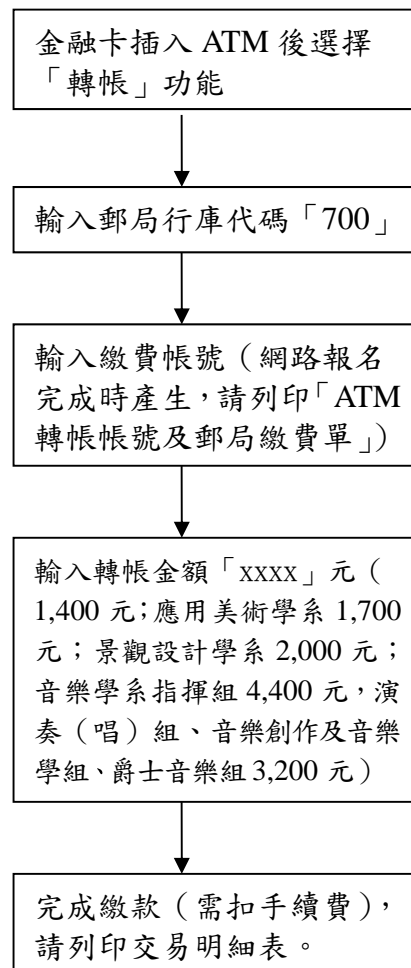 金融卡插入 ATM 後選擇
「轉帳」功能
輸入郵局行庫代碼「700」
輸入繳費帳號（網路報名
完成時產生，請列印「ATM
轉帳帳號及郵局繳費單」）
輸入轉帳金額「xxxx」元（
1,400 元；應用美術學系 1,700
元；景觀設計學系 2,000 元；
音樂學系指揮組 4,400 元，演
奏（唱）組、音樂創作及音樂
學組、爵士音樂組 3,200 元）
完成繳款（需扣手續費），
請列印交易明細表。